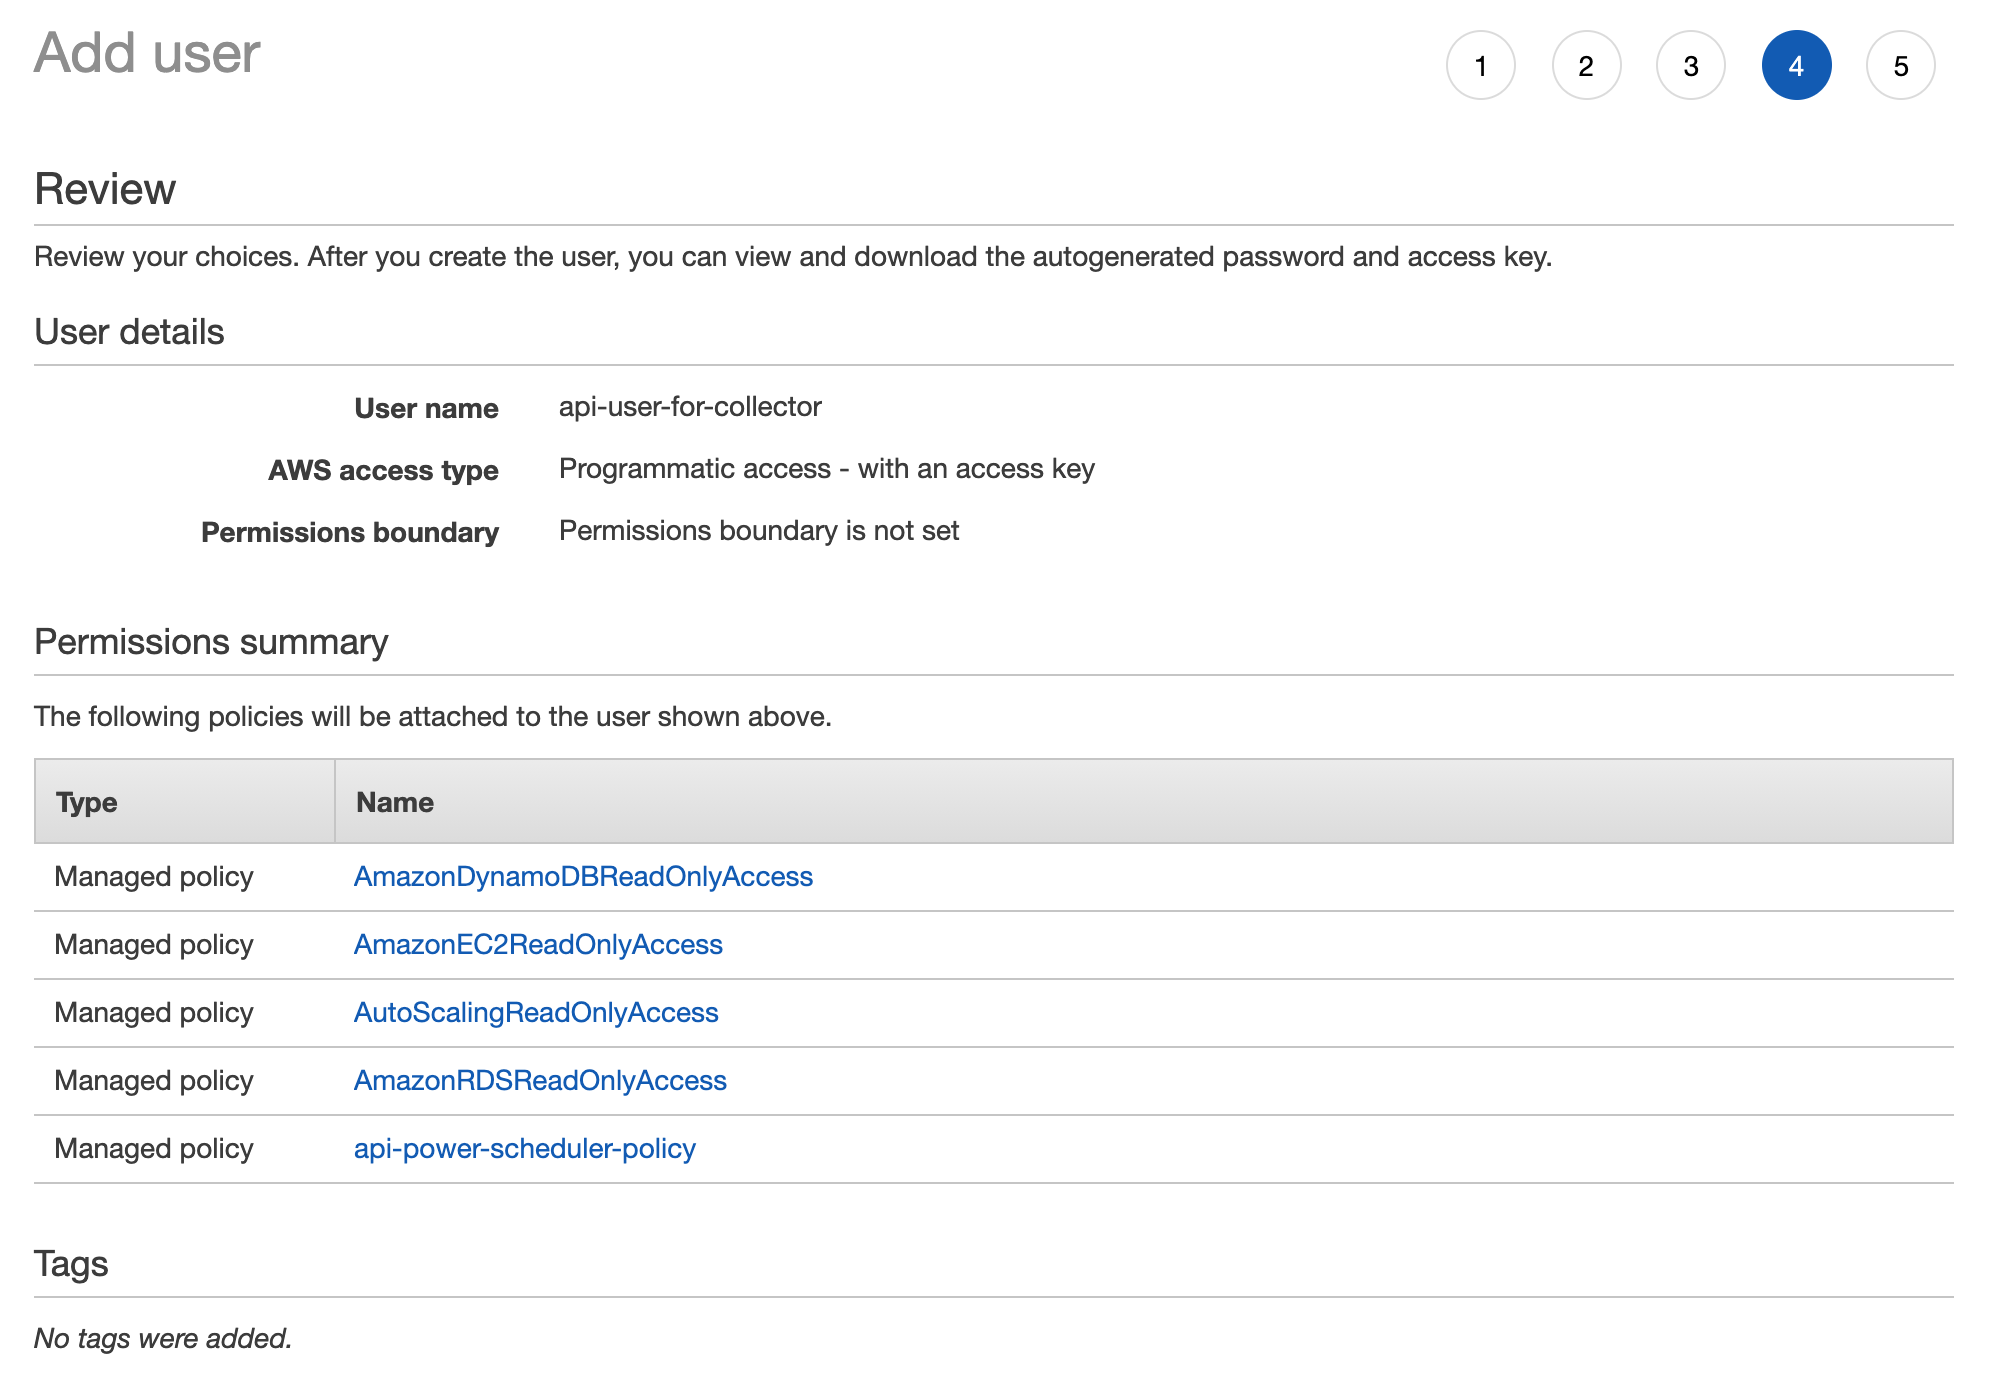 Add user
1 2 3 4 5
Review
Review your choices. After you create the user, you can view and download the autogenerated password and access key.
User details
User name api-user-for-collector
AWS access type Programmatic access - with an access key
Permissions boundary Permissions boundary is not set
Permissions summary
The following policies will be attached to the user shown above.
Type Name
Managed policy AmazonDynamoDBReadOnlyAccess
Managed policy AmazonEC2ReadOnlyAccess
Managed policy AutoScalingReadOnlyAccess
Managed policy AmazonRDSReadOnlyAccess
Managed policy api-power-scheduler-policy
Tags
No tags were added.